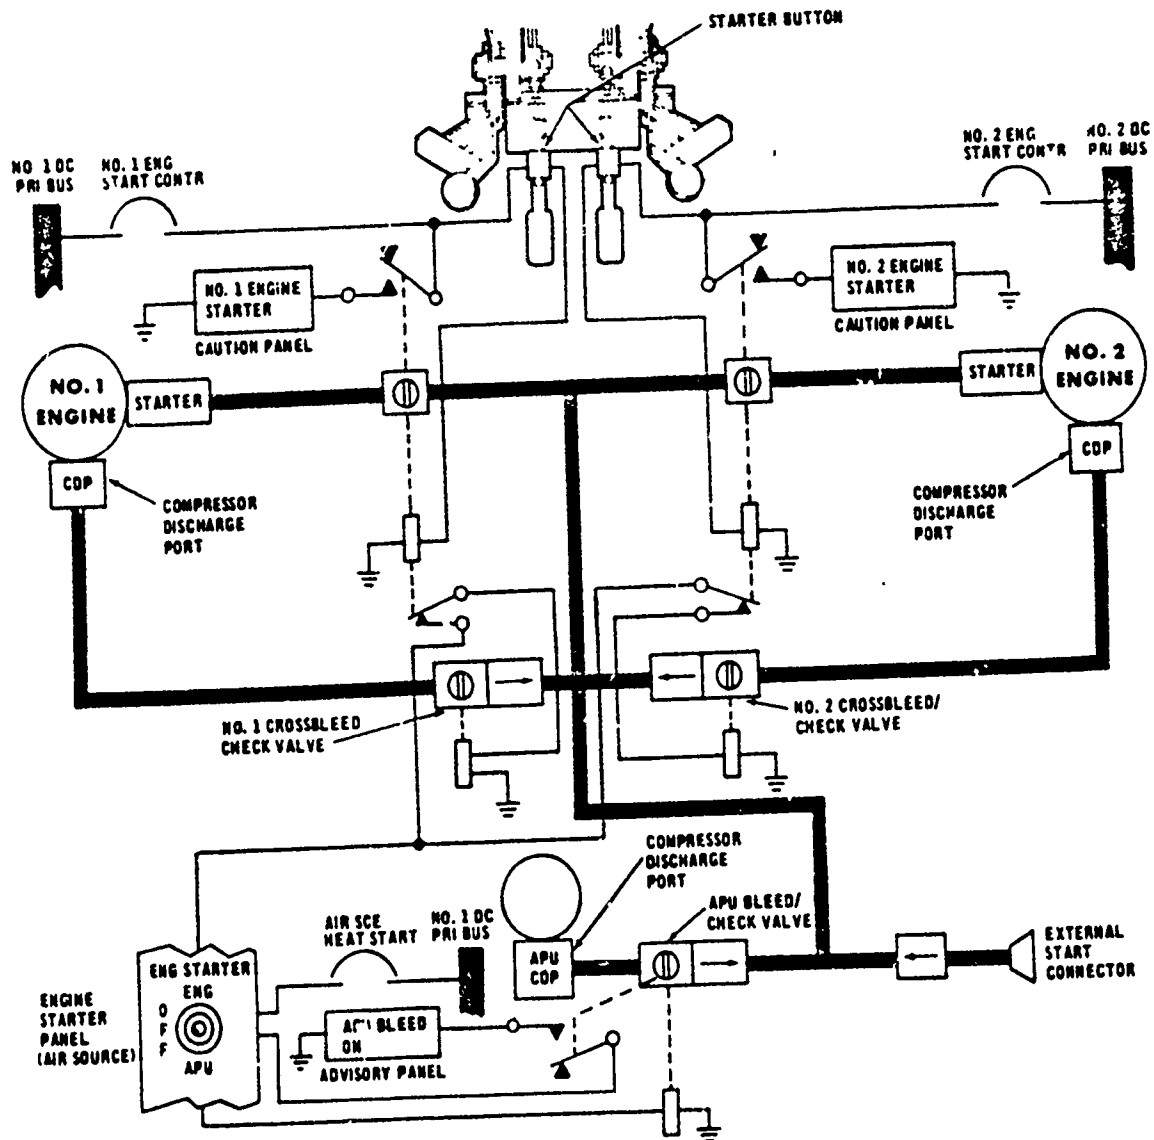 STARTER BUTTON
NO. 1 DC
PRI BUS
NO. 1 ENG
START CONTR
NO. 2 ENG
START CONTR
NO. 2 DC
PRI BUS
NO. 1 ENGINE
STARTER
CAUTION PANEL
NO. 2 ENGINE
STARTER
CAUTION PANEL
NO. 1
ENGINE
STARTER
STARTER
NO. 2
ENGINE
CDP
COMPRESSOR
DISCHARGE
PORT
CDP
COMPRESSOR
DISCHARGE
PORT
NO. 1 CROSSBLEED
CHECK VALVE
NO. 2 CROSSBLEED/
CHECK VALVE
COMPRESSOR
DISCHARGE
PORT
AIR SCE
HEAT START
NO. 1 DC
PRI BUS
APU BLEED/
CHECK VALVE
APU
CDP
EXTERNAL
START
CONNECTOR
ENGINE
STARTER
PANEL
(AIR SOURCE)
ENG STARTER
ENG
OFF
APU
BLEED
ON
ADVISORY PANEL